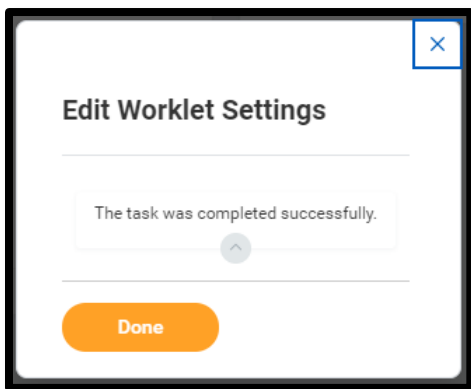 Edit Worklet Settings
The task was completed successfully.
Done